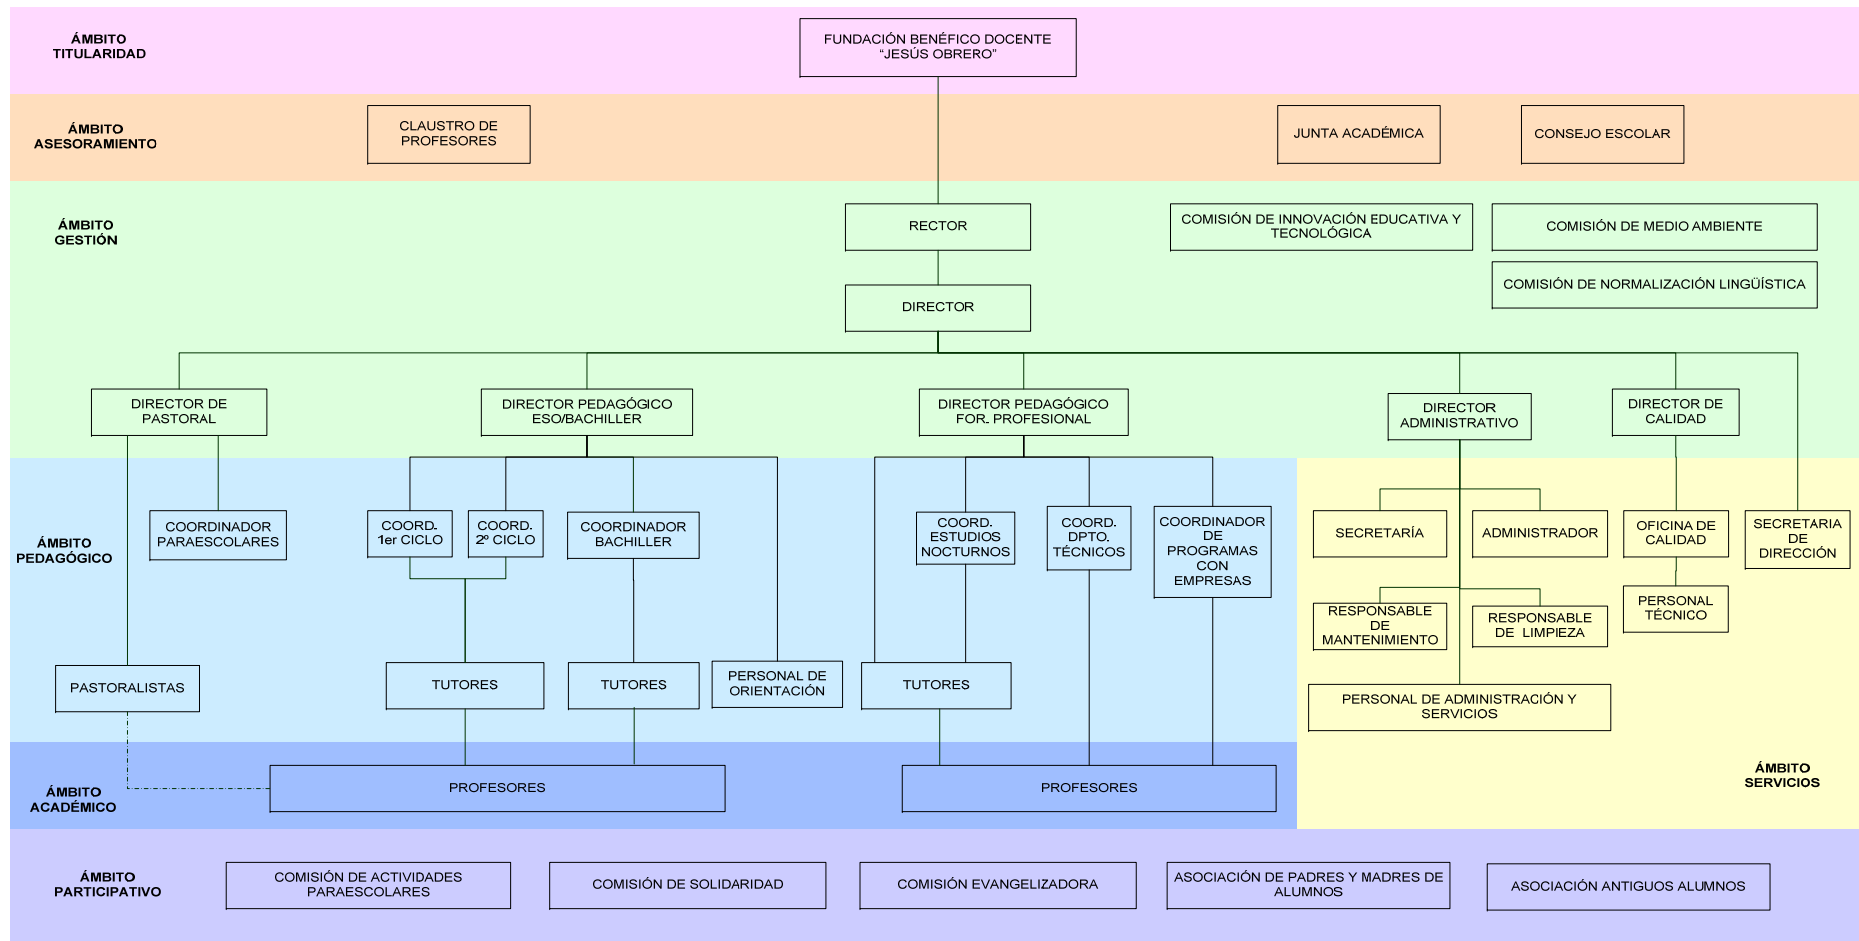 ÁMBITO
TITULARIDAD
FUNDACIÓN BENÉFICO DOCENTE
“JESÚS OBRERO”
ÁMBITO
ASESORAMIENTO
CLAUSTRO DE
PROFESORES
JUNTA ACADÉMICA
CONSEJO ESCOLAR
ÁMBITO
GESTIÓN
RECTOR
COMISIÓN DE INNOVACIÓN EDUCATIVA Y
TECNOLÓGICA
COMISIÓN DE MEDIO AMBIENTE
COMISIÓN DE NORMALIZACIÓN LINGÜÍSTICA
DIRECTOR
DIRECTOR DE
PASTORAL
DIRECTOR PEDAGÓGICO
ESO/BACHILLER
DIRECTOR PEDAGÓGICO
FOR. PROFESIONAL
DIRECTOR
ADMINISTRATIVO
DIRECTOR DE
CALIDAD
ÁMBITO
PEDAGÓGICO
COORDINADOR
PARAESCOLARES
COORD.
1er CICLO
COORD.
2º CICLO
COORDINADOR
BACHILLER
COORD.
ESTUDIOS
NOCTURNOS
COORD.
DPTO.
TÉCNICOS
COORDINADOR
DE
PROGRAMAS
CON
EMPRESAS
SECRETARÍA
ADMINISTRADOR
OFICINA DE
CALIDAD
SECRETARIA
DE
DIRECCIÓN
RESPONSABLE
DE
MANTENIMIENTO
RESPONSABLE
DE LIMPIEZA
PERSONAL
TÉCNICO
PASTORALISTAS
TUTORES
TUTORES
PERSONAL DE
ORIENTACIÓN
TUTORES
PERSONAL DE ADMINISTRACIÓN Y
SERVICIOS
ÁMBITO
ACADÉMICO
PROFESORES
PROFESORES
ÁMBITO
SERVICIOS
ÁMBITO
PARTICIPATIVO
COMISIÓN DE ACTIVIDADES
PARAESCOLARES
COMISIÓN DE SOLIDARIDAD
COMISIÓN EVANGELIZADORA
ASOCIACIÓN DE PADRES Y MADRES DE
ALUMNOS
ASOCIACIÓN ANTIGUOS ALUMNOS